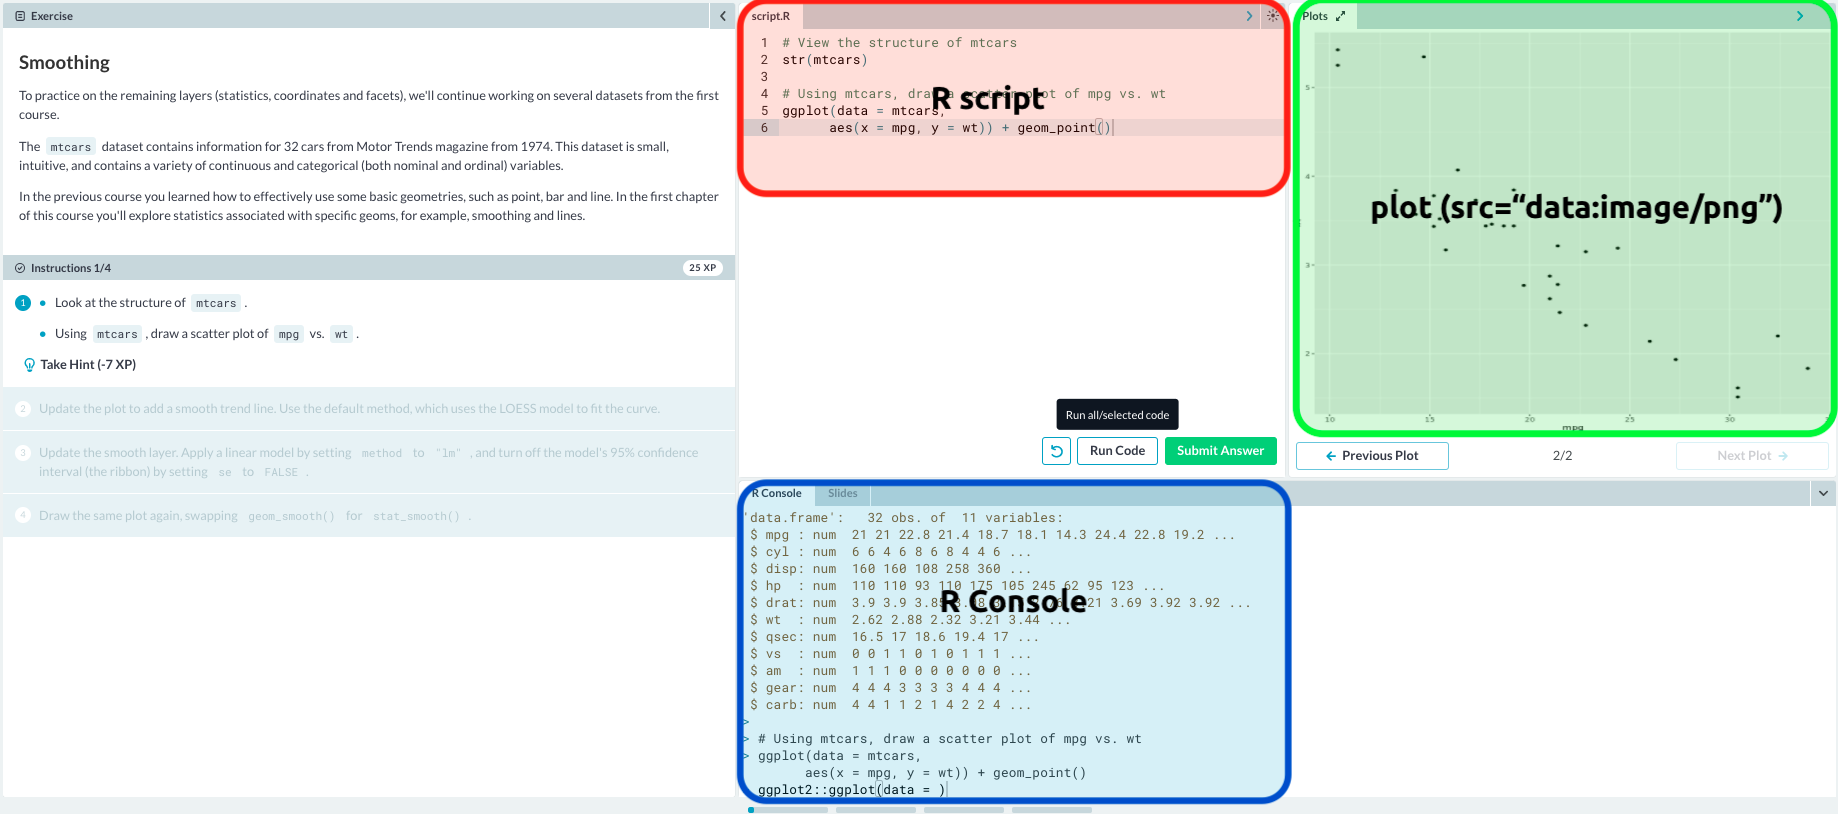 Exercise
Smoothing
To practice on the remaining layers (statistics, coordinates and facets), we'll continue working on several datasets from the first
course.
The mtcars dataset contains information for 32 cars from Motor Trends magazine from 1974. This dataset is small,
intuitive, and contains a variety of continuous and categorical (both nominal and ordinal) variables.
In the previous course you learned how to effectively use some basic geometries, such as point, bar and line. In the first chapter
of this course you'll explore statistics associated with specific geoms, for example, smoothing and lines.
Instructions 1/4
25 XP
1
Look at the structure of mtcars .
Using mtcars , draw a scatter plot of mpg vs. wt .
Take Hint (-7 XP)
2 Update the plot to add a smooth trend line. Use the default method, which uses the LOESS model to fit the curve.
3 Update the smooth layer. Apply a linear model by setting method to "lm" , and turn off the model's 95% confidence
interval (the ribbon) by setting se to FALSE .
4 Draw the same plot again, swapping geom_smooth() for stat_smooth() .
script.R
1 # View the structure of mtcars
2 str(mtcars)
3
4 # Using mtcars, draw a scatter plot of mpg vs. wt
5 ggplot(data = mtcars,
6 aes(x = mpg, y = wt)) + geom_point()
R script
Run all/selected code
Run Code
Submit Answer
Plots
5
4
3
2
10 15 20 25 30
mpg
plot (src=“data:image/png”)
Previous Plot
2/2
Next Plot
R Console
Slides
'data.frame': 32 obs. of 11 variables:
$ mpg : num 21 21 22.8 21.4 18.7 18.1 14.3 24.4 22.8 19.2 ...
$ cyl : num 6 6 4 6 8 6 8 4 4 6 ...
$ disp: num 160 160 108 258 360 ...
$ hp : num 110 110 93 110 175 105 245 62 95 123 ...
$ drat: num 3.9 3.9 3.85 3.69 3.92 3.92 ...
$ wt : num 2.62 2.88 2.32 3.21 3.44 ...
$ qsec: num 16.5 17 18.6 19.4 17 ...
$ vs : num 0 0 1 1 0 1 0 1 1 1 ...
$ am : num 1 1 1 0 0 0 0 0 0 0 ...
$ gear: num 4 4 4 3 3 3 3 4 4 4 ...
$ carb: num 4 4 1 1 2 1 4 2 2 4 ...
>
> # Using mtcars, draw a scatter plot of mpg vs. wt
> ggplot(data = mtcars,
aes(x = mpg, y = wt)) + geom_point()
ggplot2::ggplot(data = )
R Console